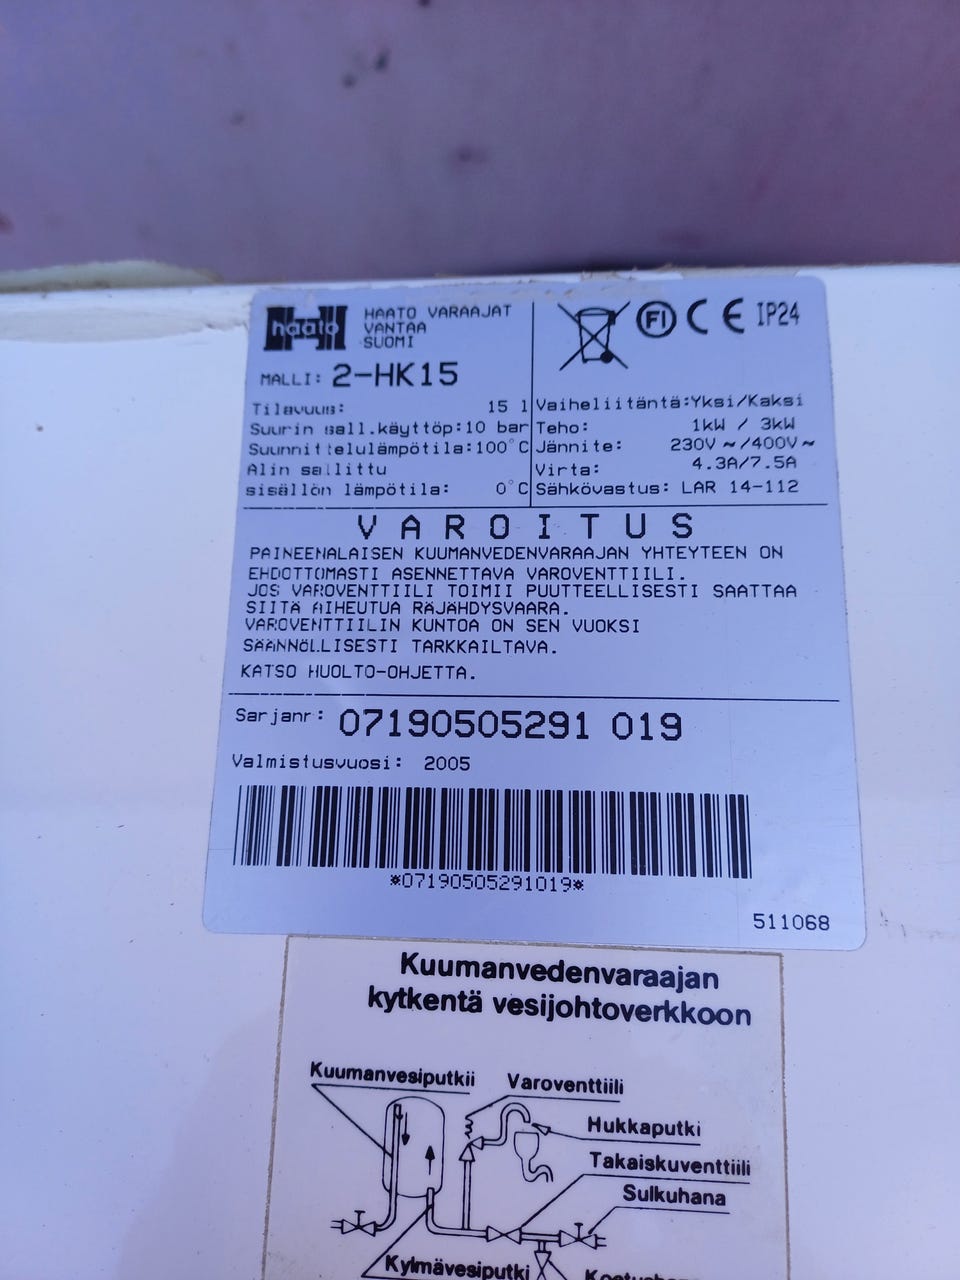 haato
HAATO VARAAJAT
VANTAA
SUOMI
MALLI: 2-HK15
Tilavuus: 15 l
Suurin sall.käyttöp:10 bar
Suunnittelulämpötila:100°C
Alin sallittu
sisällön lämpötila: 0°C
FI CE IP24
Vaiheliitäntä:Yksi/Kaksi
Teho: 1kW / 3kW
Jännite: 230V ~/400V~
Virta: 4.3A/7.5A
Sähkövastus: LAR 14-112
VAROITUS
PAINEENALAISEN KUUMANVEDENVARAAJAN YHTEYTEEN ON
EHDOTTOMASTI ASENNETTAVA VAROVENTTIILI.
JOS VAROVENTTIILI TOIMII PUUTTEELLISESTI SAATTAA
SIITÄ AIHEUTUA RÄJÄHDYSVAARA.
VAROVENTTIILIN KUNTOA ON SEN VUOKSI
SÄÄNNÖLLISESTI TARKKAILTAVA.
KATSO HUOLTO-OHJETTA.
Sarjanr: 07190505291 019
Valmistusvuosi: 2005
*07190505291019*
511068
Kuumanvedenvaraajan
kytkentä vesijohtoverkkoon
Kuumanvesiputkii
Varoventtiili
Hukkaputki
Takaiskuventtiili
Sulkuhana
Kylmävesiputki